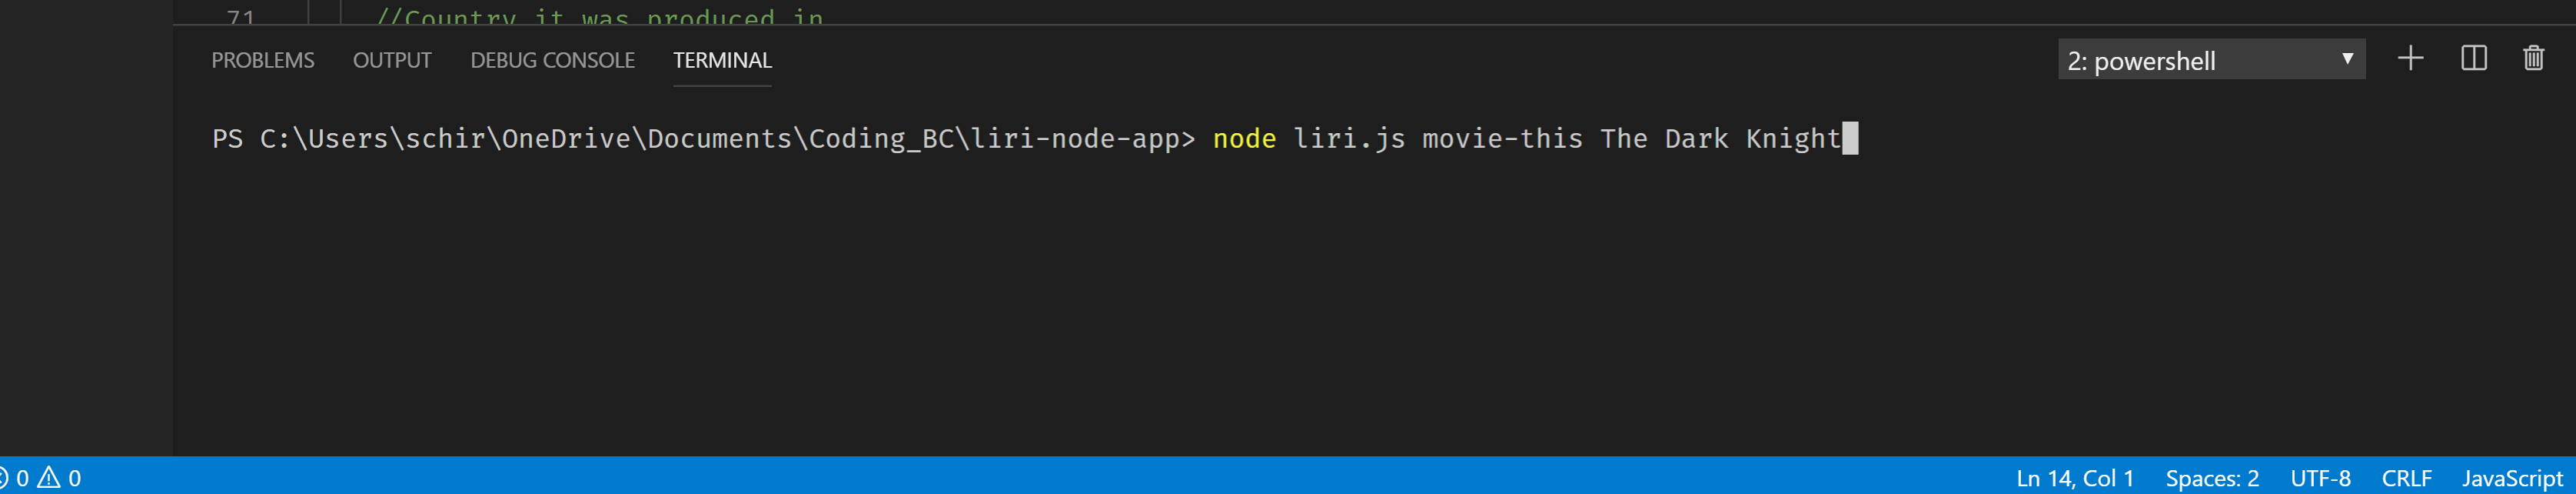 71 //Country it was produced in
PROBLEMS OUTPUT DEBUG CONSOLE TERMINAL 2: powershell
PS C:\Users\schir\OneDrive\Documents\Coding_BC\liri-node-app> node liri.js movie-this The Dark Knight
0 0 Ln 14, Col 1 Spaces: 2 UTF-8 CRLF JavaScript